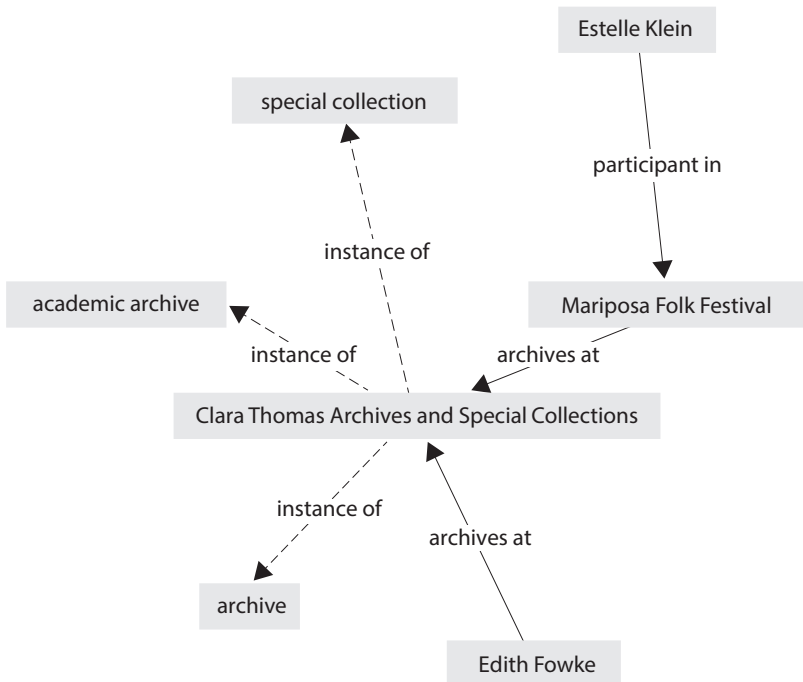 Estelle Klein
special collection
participant in
instance of
academic archive
Mariposa Folk Festival
instance of
archives at
Clara Thomas Archives and Special Collections
instance of
archives at
archive
Edith Fowke